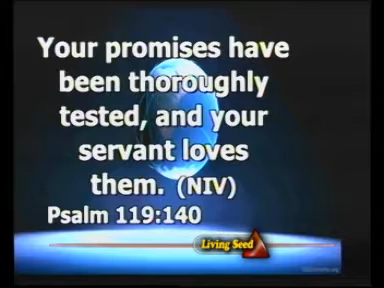 Your promises have
been thoroughly
tested, and your
servant loves
them. (NIV)
Psalm 119:140
Living Seed